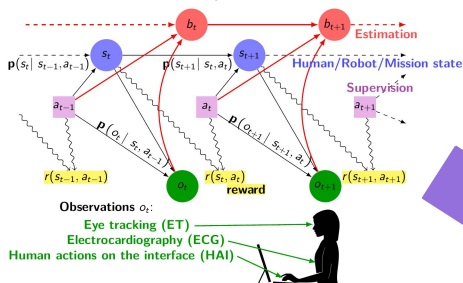 b_t b_{t+1}
Estimation
s_t s_{t+1}
p(s_t | s_{t-1}, a_{t-1}) p(s_{t+1} | s_t, a_t) Human/Robot/Mission state
Supervision
a_{t-1} a_t a_{t+1}
p(o_t | s_t, a_{t-1}) p(o_{t+1} | s_{t+1}, a_t)
r(s_{t-1}, a_{t-1}) o_t r(s_t, a_t) o_{t+1} r(s_{t+1}, a_{t+1})
reward
Observations o_t:
Eye tracking (ET)
Electrocardiography (ECG)
Human actions on the interface (HAI)